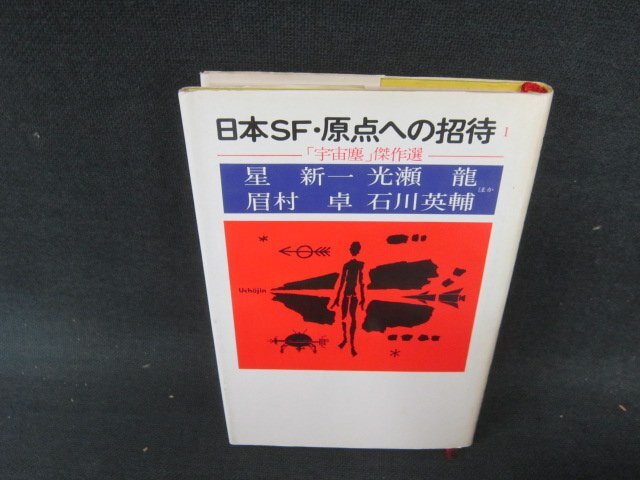 日本SF・原点への招待 I
「宇宙塵」傑作選
星 新一 光瀬 龍
眉村 卓 石川英輔 ほか
Uchūjin